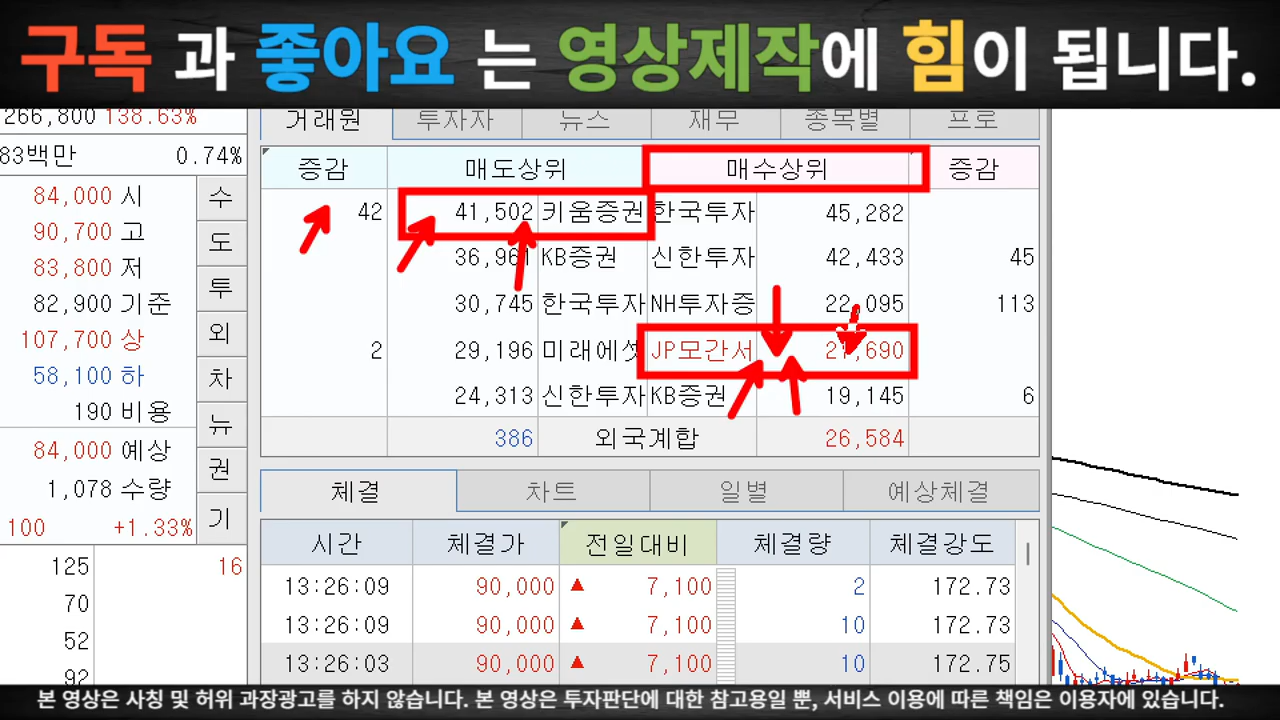 구독 과 좋아요 는 영상제작에 힘이 됩니다.
266,800 138.63%
83백만 0.74%
84,000 시
90,700 고
83,800 저
82,900 기준
107,700 상
58,100 하
190 비용
84,000 예상
1,078 수량
100 +1.33%
125 16
70
52
92
수
도
투
외
차
뉴
권
기
거래원 투자자 뉴스 재무 종목별 프로
증감 매도상위 매수상위 증감
42 41,502 키움증권 한국투자 45,282
36,961 KB증권 신한투자 42,433 45
30,745 한국투자 NH투자증 22,095 113
2 29,196 미래에셋 JP모간서 21,690
24,313 신한투자 KB증권 19,145 6
386 외국계합 26,584
체결 차트 일별 예상체결
시간 체결가 전일대비 체결량 체결강도
13:26:09 90,000 ▲ 7,100 2 172.73
13:26:09 90,000 ▲ 7,100 10 172.73
13:26:03 90,000 ▲ 7,100 10 172.75
본 영상은 사칭 및 허위 과장광고를 하지 않습니다. 본 영상은 투자판단에 대한 참고용일 뿐, 서비스 이용에 따른 책임은 이용자에 있습니다.